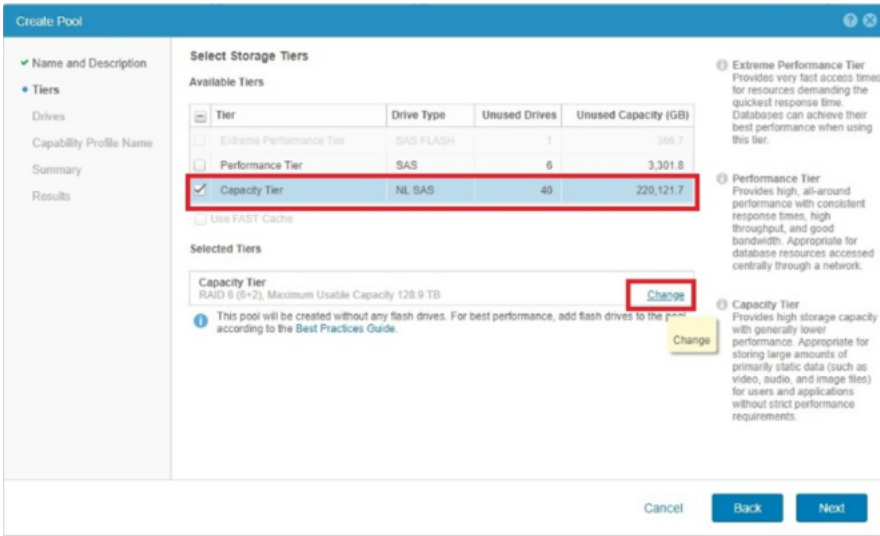 Create Pool
Name and Description
Tiers
Drives
Capability Profile Name
Summary
Results
Select Storage Tiers
Available Tiers
Tier Drive Type Unused Drives Unused Capacity (GB)
Extreme Performance Tier SAS FLASH 1 366.7
Performance Tier SAS 6 3,301.8
Capacity Tier NL SAS 40 220,121.7
Use FAST Cache
Selected Tiers
Capacity Tier
RAID 6 (6+2), Maximum Usable Capacity 128.9 TB
Change
This pool will be created without any flash drives. For best performance, add flash drives to the pool
according to the Best Practices Guide.
Change
Extreme Performance Tier
Provides very fast access times
for resources demanding the
quickest response time.
Databases can achieve their
best performance when using
this tier.
Performance Tier
Provides high, all-around
performance with consistent
response times, high
throughput, and good
bandwidth. Appropriate for
database resources accessed
centrally through a network.
Capacity Tier
Provides high storage capacity
with generally lower
performance. Appropriate for
storing large amounts of
primarily static data (such as
video, audio, and image files)
for users and applications
without strict performance
requirements.
Cancel
Back
Next